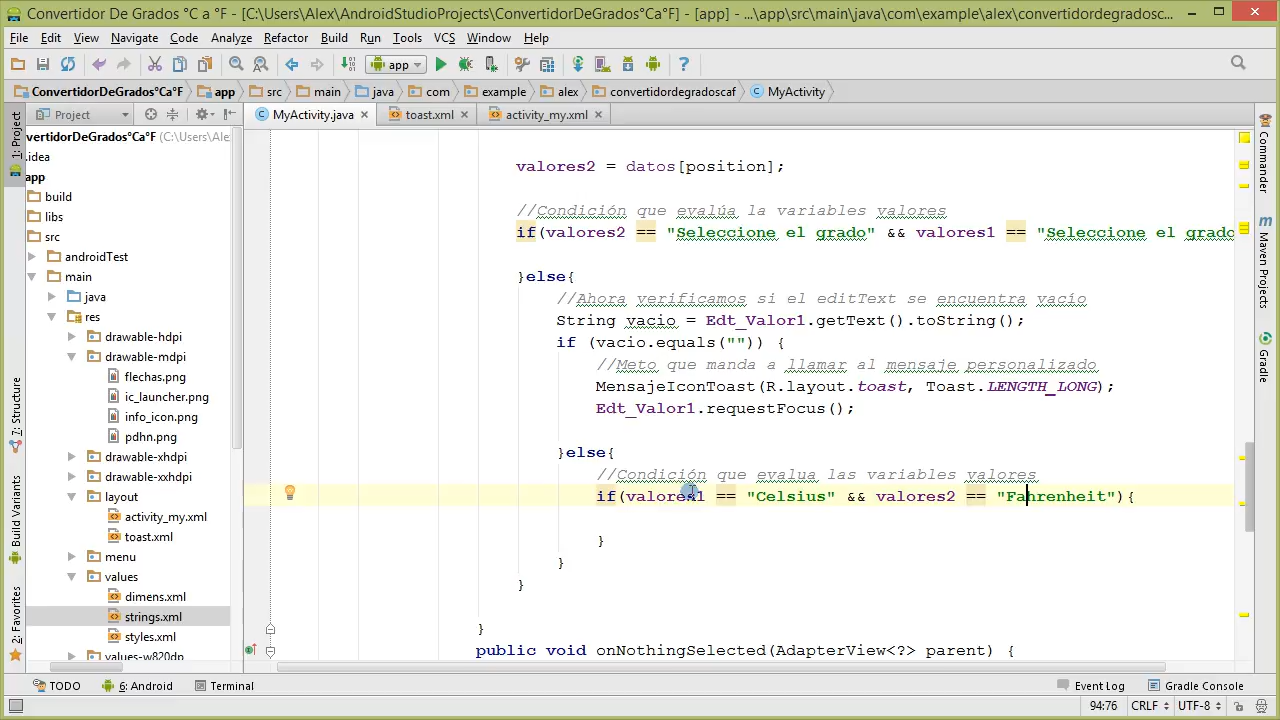 Convertidor De Grados °C a °F - [C:\Users\Alex\AndroidStudioProjects\ConvertidorDeGrados°Ca°F] - [app] - ...\app\src\main\java\com\example\alex\convertidordegradosc...
File Edit View Navigate Code Analyze Refactor Build Run Tools VCS Window Help
app
ConvertidorDeGrados°Ca°F app src main java com example alex convertidordegradoscaf MyActivity
Project MyActivity.java toast.xml activity_my.xml
1: Project
7: Structure
Build Variants
2: Favorites
nvertidorDeGrados°Ca°F (C:\Users\Ale
.idea
app
build
libs
src
androidTest
main
java
res
drawable-hdpi
drawable-mdpi
flechas.png
ic_launcher.png
info_icon.png
pdhn.png
drawable-xhdpi
drawable-xxhdpi
layout
activity_my.xml
toast.xml
menu
values
dimens.xml
strings.xml
styles.xml
values-w820dp
valores2 = datos[position];
//Condición que evalús la variables valores
if(valores2 == "Seleccione el grado" && valores1 == "Seleccione el grado
}else{
//Ahora verificamos si el editText se encuentra vacío
String vacio = Edt_Valor1.getText().toString();
if (vacio.equals("")) {
//Meto que manda a llamar al mensaje personalizado
MensajeIconToast(R.layout.toast, Toast.LENGTH_LONG);
Edt_Valor1.requestFocus();
}else{
//Condición que evalua las variables valores
if(valores1 == "Celsius" && valores2 == "Fahrenheit"){
}
}
}
}
public void onNothingSelected(AdapterView<?> parent) {
Commander
Maven Projects
Gradle
TODO 6: Android Terminal Event Log Gradle Console
94:76 CRLF UTF-8